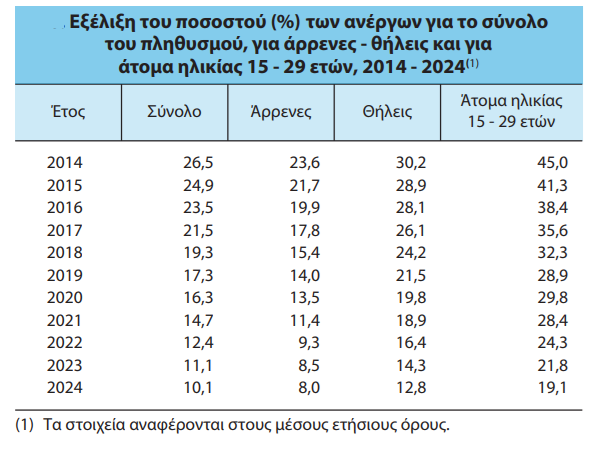 Εξέλιξη του ποσοστού (%) των ανέργων για το σύνολο
του πληθυσμού, για άρρενες - θήλεις και για
άτομα ηλικίας 15 - 29 ετών, 2014 - 2024(1)
Έτος Σύνολο Άρρενες Θήλεις Άτομα ηλικίας
15 - 29 ετών
2014 26,5 23,6 30,2 45,0
2015 24,9 21,7 28,9 41,3
2016 23,5 19,9 28,1 38,4
2017 21,5 17,8 26,1 35,6
2018 19,3 15,4 24,2 32,3
2019 17,3 14,0 21,5 28,9
2020 16,3 13,5 19,8 29,8
2021 14,7 11,4 18,9 28,4
2022 12,4 9,3 16,4 24,3
2023 11,1 8,5 14,3 21,8
2024 10,1 8,0 12,8 19,1
(1) Τα στοιχεία αναφέρονται στους μέσους ετήσιους όρους.